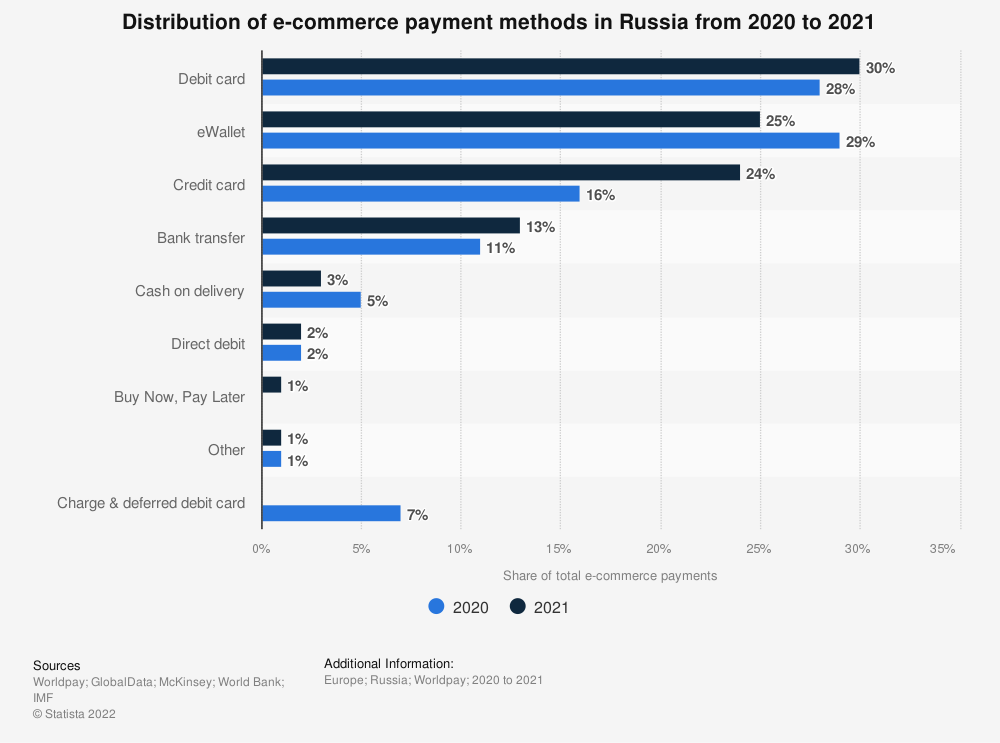 Distribution of e-commerce payment methods in Russia from 2020 to 2021
Debit card
30%
28%
eWallet
25%
29%
Credit card
24%
16%
Bank transfer
13%
11%
Cash on delivery
3%
5%
Direct debit
2%
2%
Buy Now, Pay Later
1%
Other
1%
1%
Charge & deferred debit card
7%
0% 5% 10% 15% 20% 25% 30% 35%
Share of total e-commerce payments
2020 2021
Sources
Worldpay; GlobalData; McKinsey; World Bank;
IMF
© Statista 2022
Additional Information:
Europe; Russia; Worldpay; 2020 to 2021